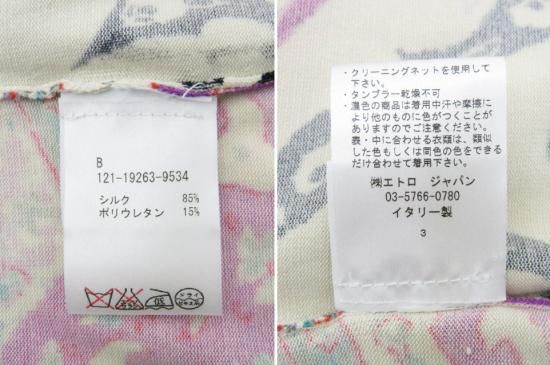 B
121-19263-9534
シルク 85%
ポリウレタン 15%
・クリーニングネットを使用して
下さい。
・タンブラー乾燥不可
・濃色の商品は着用中汗や摩擦に
より他のものに色がつくことが
ありますのでご注意ください。
表・中に合わせる衣類は、類似
した色もしくは同色の色をできる
だけ合わせて着用下さい。
㈱エトロ ジャパン
03-5766-0780
イタリー製
3